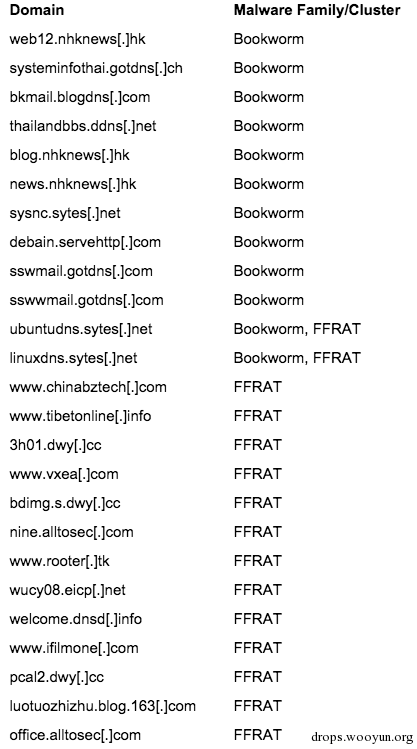 Domain Malware Family/Cluster
web12.nhknews[.]hk Bookworm
systeminfothai.gotdns[.]ch Bookworm
bkmail.blogdns[.]com Bookworm
thailandbbs.ddns[.]net Bookworm
blog.nhknews[.]hk Bookworm
news.nhknews[.]hk Bookworm
sysnc.sytes[.]net Bookworm
debain.servehttp[.]com Bookworm
sswmail.gotdns[.]com Bookworm
sswwmail.gotdns[.]com Bookworm
ubuntudns.sytes[.]net Bookworm, FFRAT
linuxdns.sytes[.]net Bookworm, FFRAT
www.chinabztech[.]com FFRAT
www.tibetonline[.]info FFRAT
3h01.dwy[.]cc FFRAT
www.vxea[.]com FFRAT
bdimg.s.dwy[.]cc FFRAT
nine.alltosec[.]com FFRAT
www.rooter[.]tk FFRAT
wucy08.eicp[.]net FFRAT
welcome.dnsd[.]info FFRAT
www.ifilmone[.]com FFRAT
pcal2.dwy[.]cc FFRAT
luotuozhizhu.blog.163[.]com FFRAT
office.alltosec[.]com FFRAT drops.wooyun.org